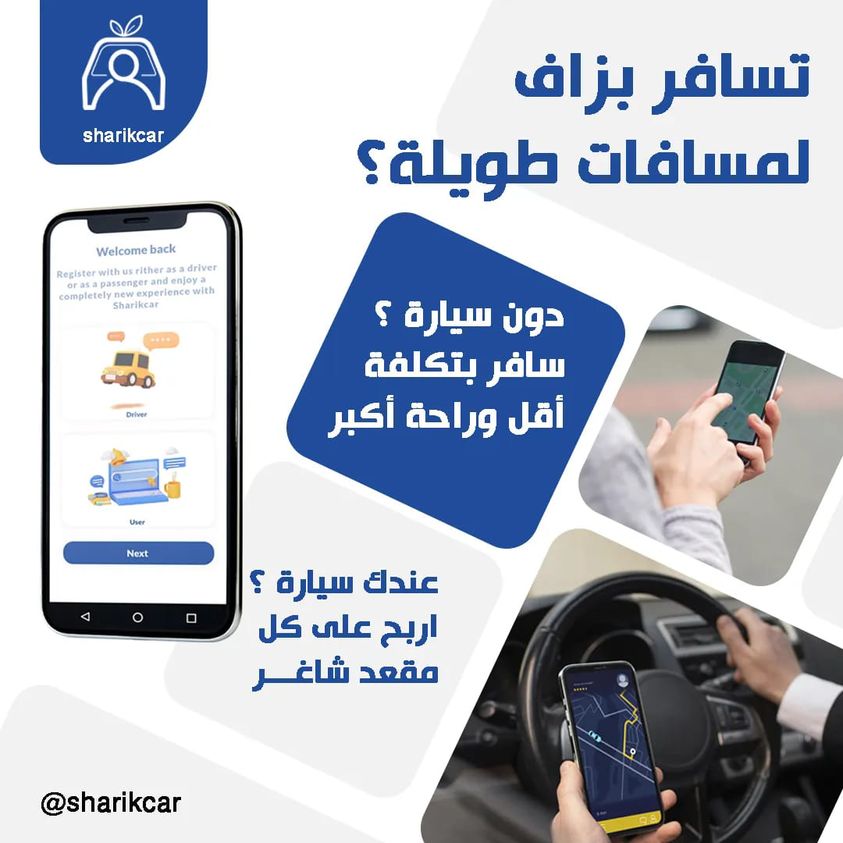 sharikcar
تسافر بزاف
لمسافات طويلة؟
Welcome back
Register with us rither as a driver
or as a passenger and enjoy a
completely new experience with
Sharikcar
Driver
User
Next
دون سيارة ؟
سافر بتكلفة
أقل وراحة أكبر
عندك سيارة ؟
اربح على كل
مقعد شاغـــر
@sharikcar